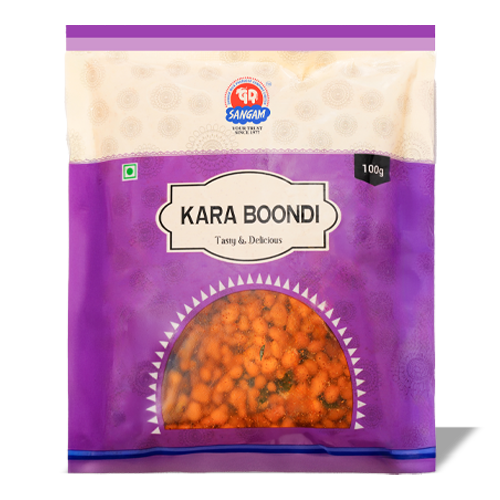 SANGAM
YOUR TRUST
SINCE 1977
100g
KARA BOONDI
Tasty & Delicious